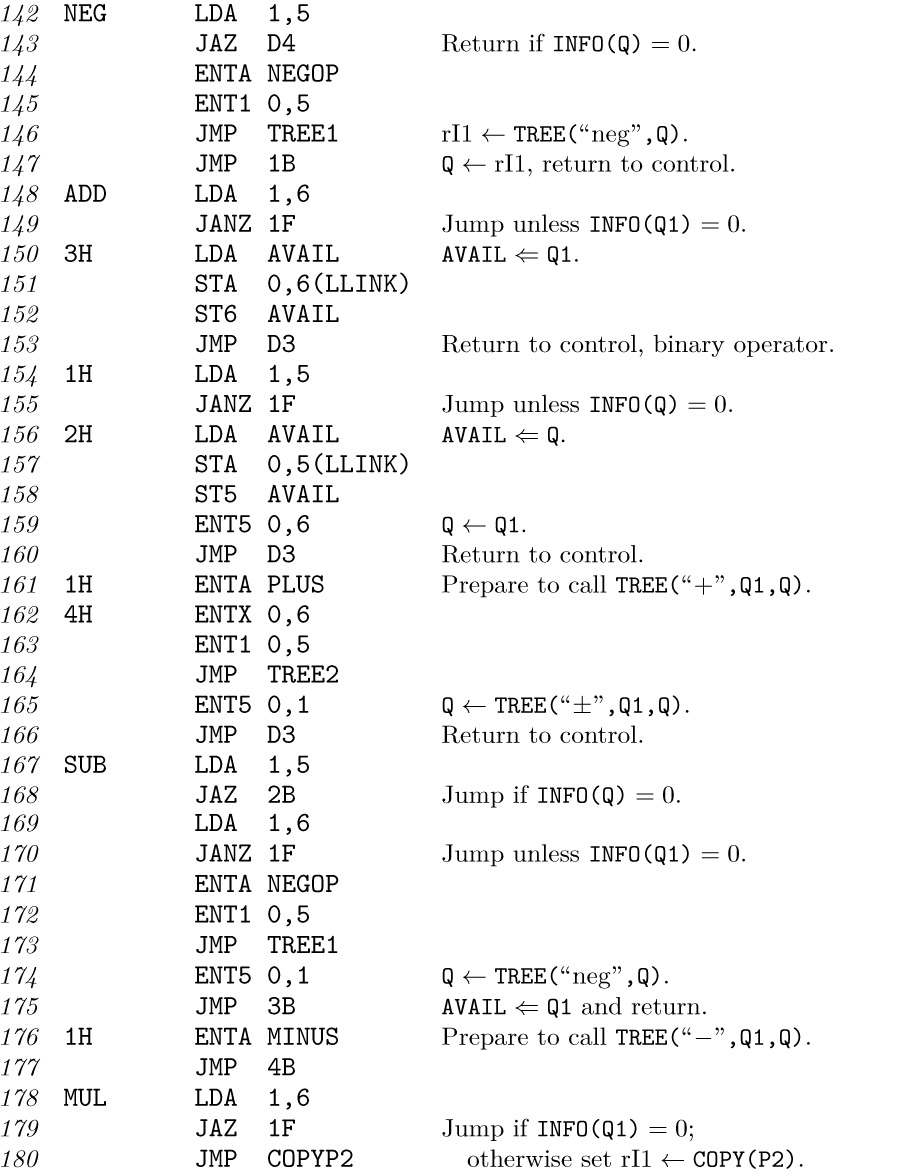 142 NEG LDA 1,5
143 JAZ D4 Return if INFO(Q) = 0.
144 ENTA NEGOP
145 ENT1 0,5
146 JMP TREE1 rI1 ← TREE(“neg”,Q).
147 JMP 1B Q ← rI1, return to control.
148 ADD LDA 1,6
149 JANZ 1F Jump unless INFO(Q1) = 0.
150 3H LDA AVAIL AVAIL ⇐ Q1.
151 STA 0,6(LLINK)
152 ST6 AVAIL
153 JMP D3 Return to control, binary operator.
154 1H LDA 1,5
155 JANZ 1F Jump unless INFO(Q) = 0.
156 2H LDA AVAIL AVAIL ⇐ Q.
157 STA 0,5(LLINK)
158 ST5 AVAIL
159 ENT5 0,6 Q ← Q1.
160 JMP D3 Return to control.
161 1H ENTA PLUS Prepare to call TREE(“+”,Q1,Q).
162 4H ENTX 0,6
163 ENT1 0,5
164 JMP TREE2
165 ENT5 0,1 Q ← TREE(“±”,Q1,Q).
166 JMP D3 Return to control.
167 SUB LDA 1,5
168 JAZ 2B Jump if INFO(Q) = 0.
169 LDA 1,6
170 JANZ 1F Jump unless INFO(Q1) = 0.
171 ENTA NEGOP
172 ENT1 0,5
173 JMP TREE1
174 ENT5 0,1 Q ← TREE(“neg”,Q).
175 JMP 3B AVAIL ⇐ Q1 and return.
176 1H ENTA MINUS Prepare to call TREE(“−”,Q1,Q).
177 JMP 4B
178 MUL LDA 1,6
179 JAZ 1F Jump if INFO(Q1) = 0;
180 JMP COPYP2 otherwise set rI1 ← COPY(P2).